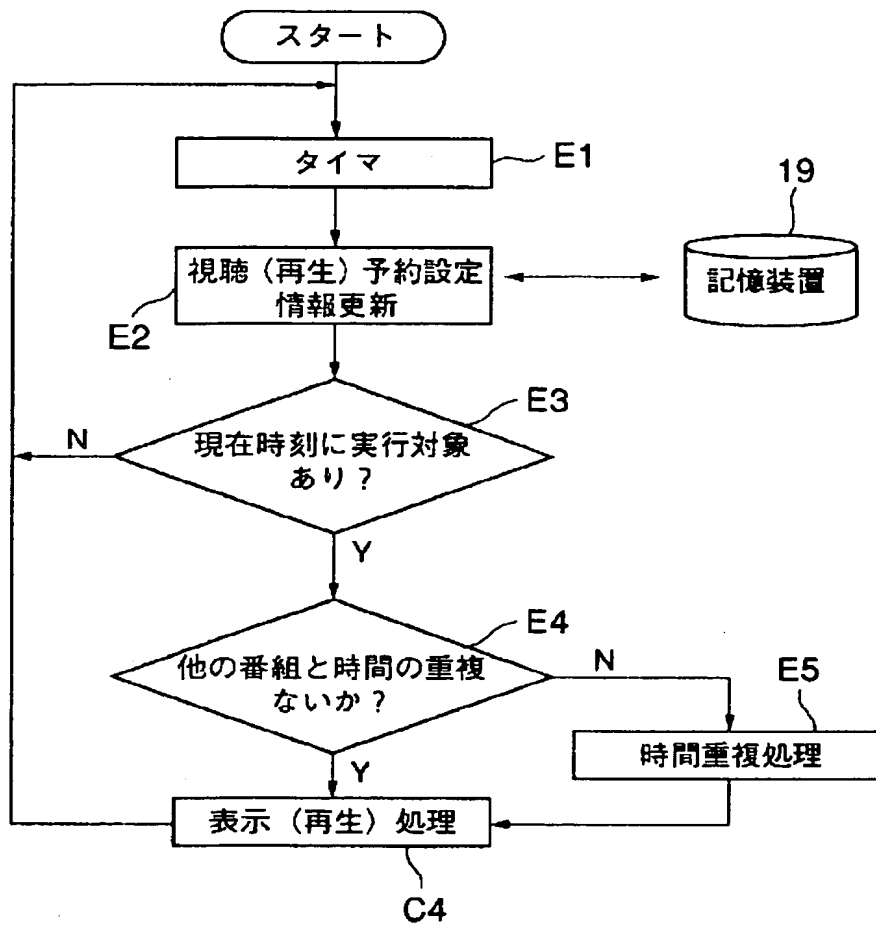 スタート
タイマ
E1
19
視聴（再生）予約設定
情報更新
記憶装置
E2
E3
現在時刻に実行対象
あり？
N
Y
E4
他の番組と時間の重複
ないか？
N
E5
時間重複処理
Y
表示（再生）処理
C4